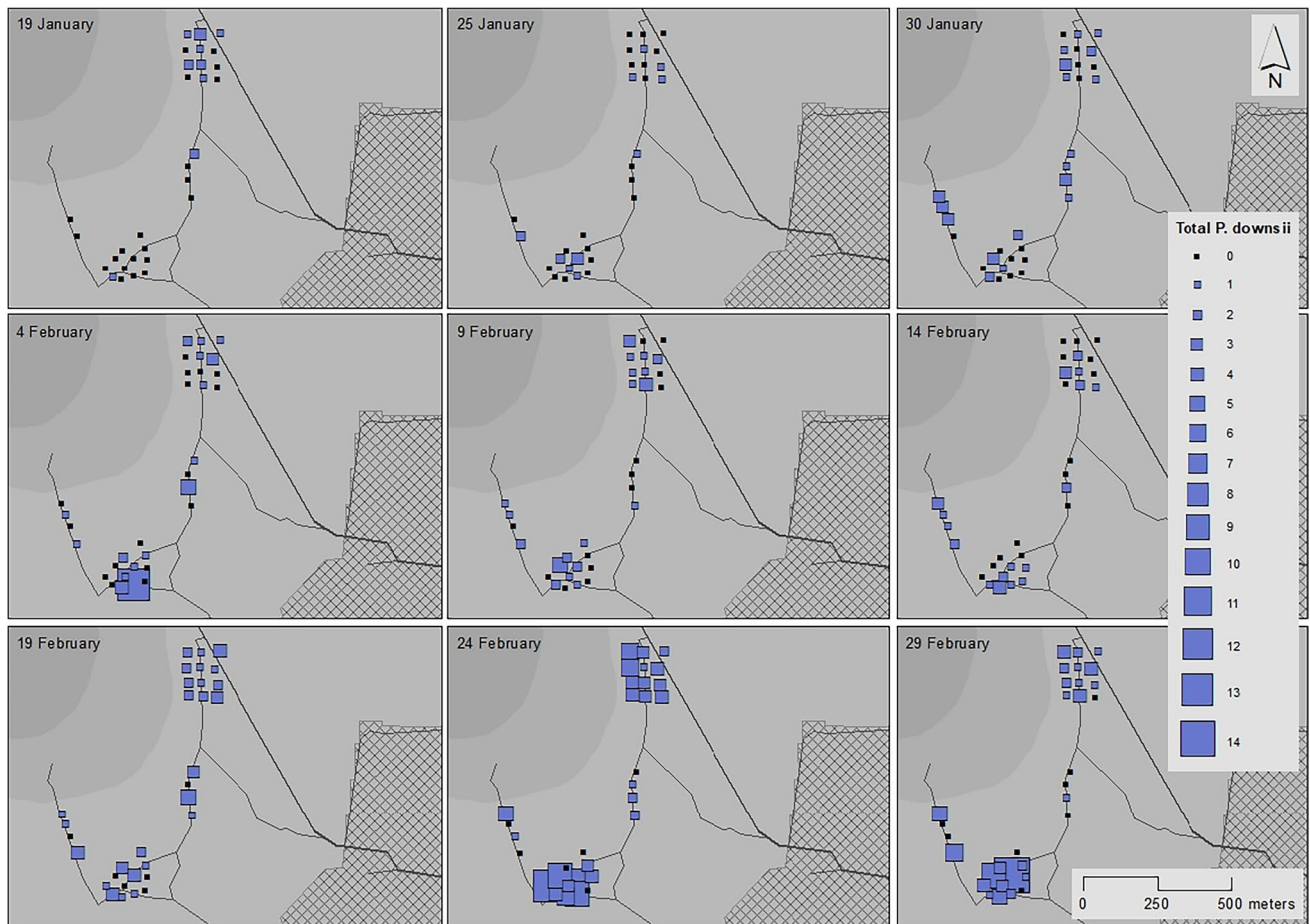 19 January
25 January
30 January
N
4 February
9 February
14 February
19 February
24 February
29 February
Total P. downsii
0
1
2
3
4
5
6
7
8
9
10
11
12
13
14
0 250 500 meters